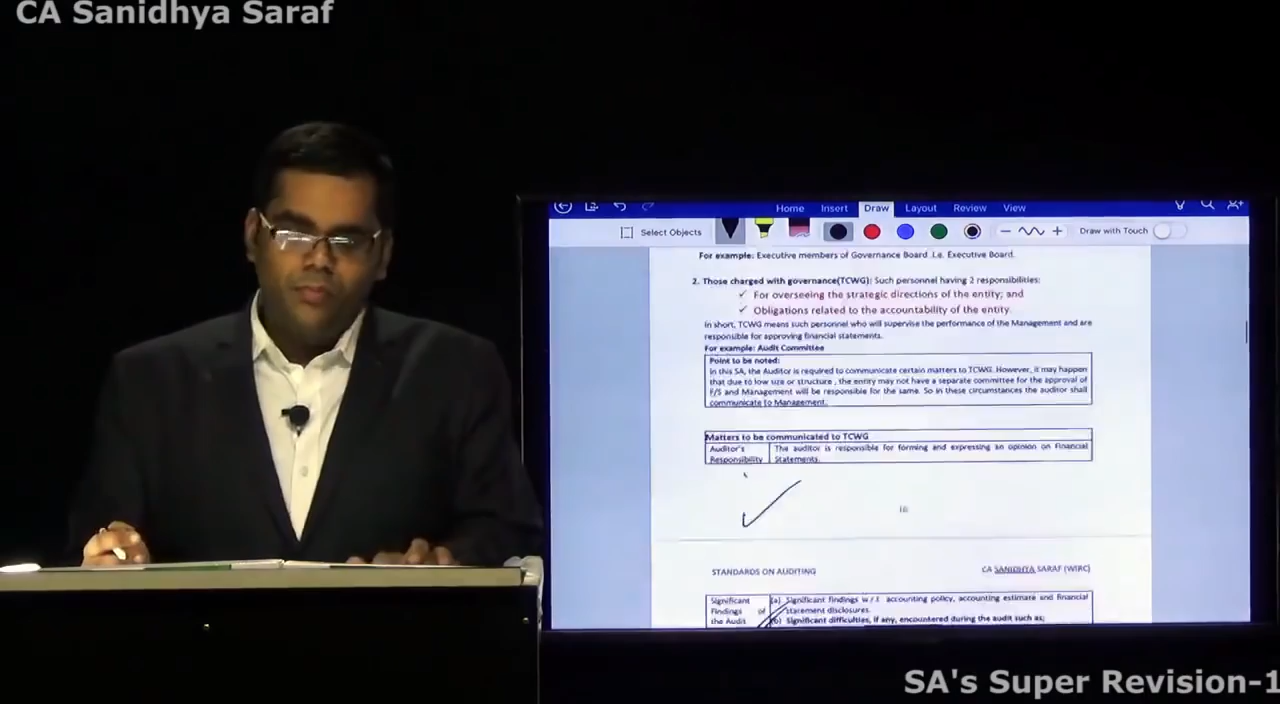 CA Sanidhya Saraf
Home Insert Draw Layout Review View
Select Objects
Draw with Touch
For example: Executive members of Governance Board .i.e. Executive Board.
2. Those charged with governance(TCWG): Such personnel having 2 responsibilities:
✓ For overseeing the strategic directions of the entity; and
✓ Obligations related to the accountability of the entity.
In short, TCWG means such personnel who will supervise the performance of the Management and are
responsible for approving financial statements.
For example: Audit Committee
Point to be noted:
In this SA, the Auditor is required to communicate certain matters to TCWG. However, it may happen
that due to low size or structure , the entity may not have a separate committee for the approval of
F/S and Management will be responsible for the same. So in these circumstances the auditor shall
communicate to Management.
Matters to be communicated to TCWG
Auditor's The auditor is responsible for forming and expressing an opinion on Financial
Responsibility Statements.
STANDARDS ON AUDITING CA SANIDHYA SARAF (WIRC)
Significant (a) Significant findings w.r.t. accounting policy, accounting estimate and financial
Findings of statement disclosures.
the Audit (b) Significant difficulties, if any, encountered during the audit such as;
SA's Super Revision-1